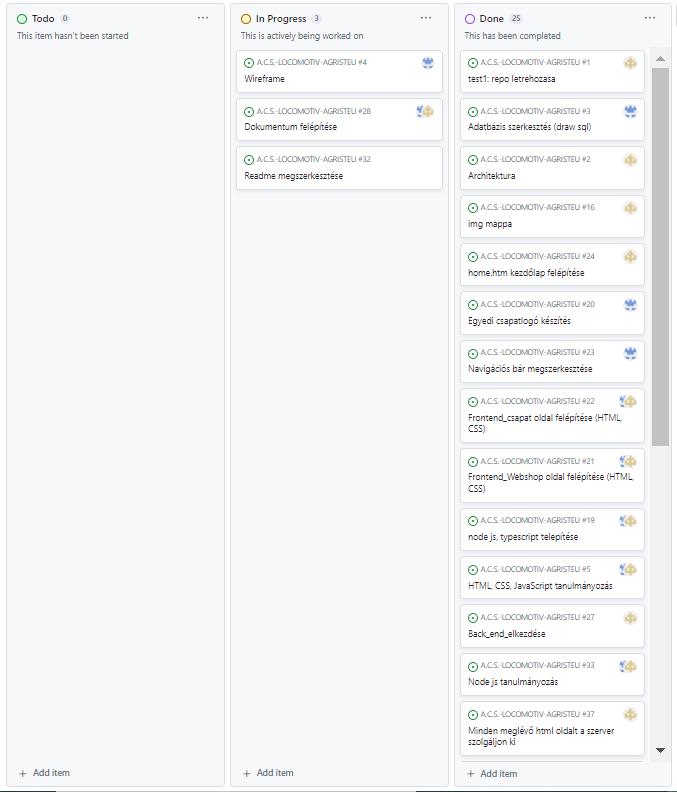 Todo 0
This item hasn't been started
Add item
In Progress 3
This is actively being worked on
A.C.S.-LOCOMOTIV-AGRISTEU #4
Wireframe
A.C.S.-LOCOMOTIV-AGRISTEU #28
Dokumentum felépítése
A.C.S.-LOCOMOTIV-AGRISTEU #32
Readme megszerkesztése
Add item
Done 25
This has been completed
A.C.S.-LOCOMOTIV-AGRISTEU #1
test1: repo letrehozasa
A.C.S.-LOCOMOTIV-AGRISTEU #3
Adatbázis szerkesztés (draw sql)
A.C.S.-LOCOMOTIV-AGRISTEU #2
Architektura
A.C.S.-LOCOMOTIV-AGRISTEU #16
img mappa
A.C.S.-LOCOMOTIV-AGRISTEU #24
home.htm kezdőlap felépítése
A.C.S.-LOCOMOTIV-AGRISTEU #20
Egyedi csapatlogó készítés
A.C.S.-LOCOMOTIV-AGRISTEU #23
Navigációs bár megszerkesztése
A.C.S.-LOCOMOTIV-AGRISTEU #22
Frontend_csapat oldal felépítése (HTML,
CSS)
A.C.S.-LOCOMOTIV-AGRISTEU #21
Frontend_Webshop oldal felépítése (HTML,
CSS)
A.C.S.-LOCOMOTIV-AGRISTEU #19
node js, typescript telepítése
A.C.S.-LOCOMOTIV-AGRISTEU #5
HTML, CSS, JavaScript tanulmányozás
A.C.S.-LOCOMOTIV-AGRISTEU #27
Back_end_elkezdése
A.C.S.-LOCOMOTIV-AGRISTEU #33
Node js tanulmányozás
A.C.S.-LOCOMOTIV-AGRISTEU #37
Minden meglévő html oldalt a szerver
szolgáljon ki
Add item